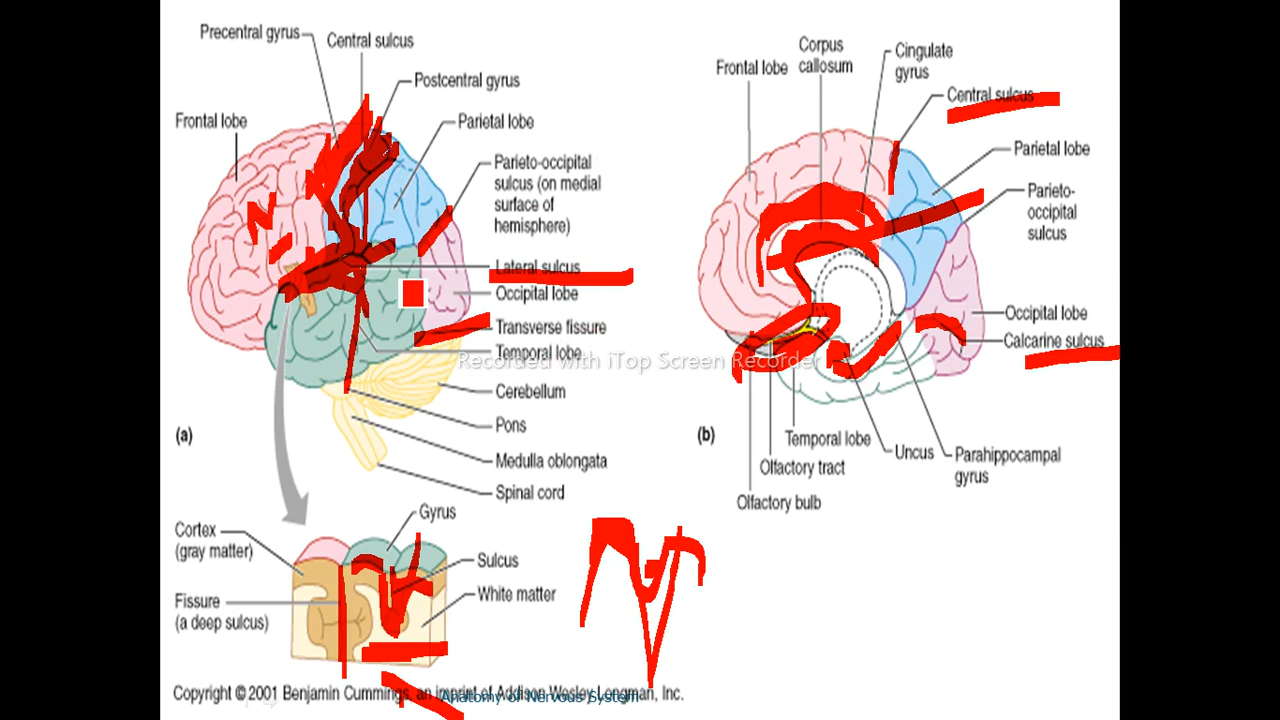 Precentral gyrus
Central sulcus
Postcentral gyrus
Frontal lobe
Parietal lobe
Parieto-occipital
sulcus (on medial
surface of
hemisphere)
Lateral sulcus
Occipital lobe
Transverse fissure
Temporal lobe
Cerebellum
Pons
Medulla oblongata
Spinal cord
(a)
Gyrus
Cortex
(gray matter)
Sulcus
White matter
Fissure
(a deep sulcus)
Frontal lobe
Corpus
callosum
Cingulate
gyrus
Central sulcus
Parietal lobe
Parieto-
occipital
sulcus
Occipital lobe
Calcarine sulcus
(b)
Temporal lobe
Olfactory tract
Olfactory bulb
Uncus
Parahippocampal
gyrus
Recorded with iTop Screen Recorder
Copyright © 2001 Benjamin Cummings, an imprint of Addison Wesley Longman, Inc.
Anatomy of Nervous System